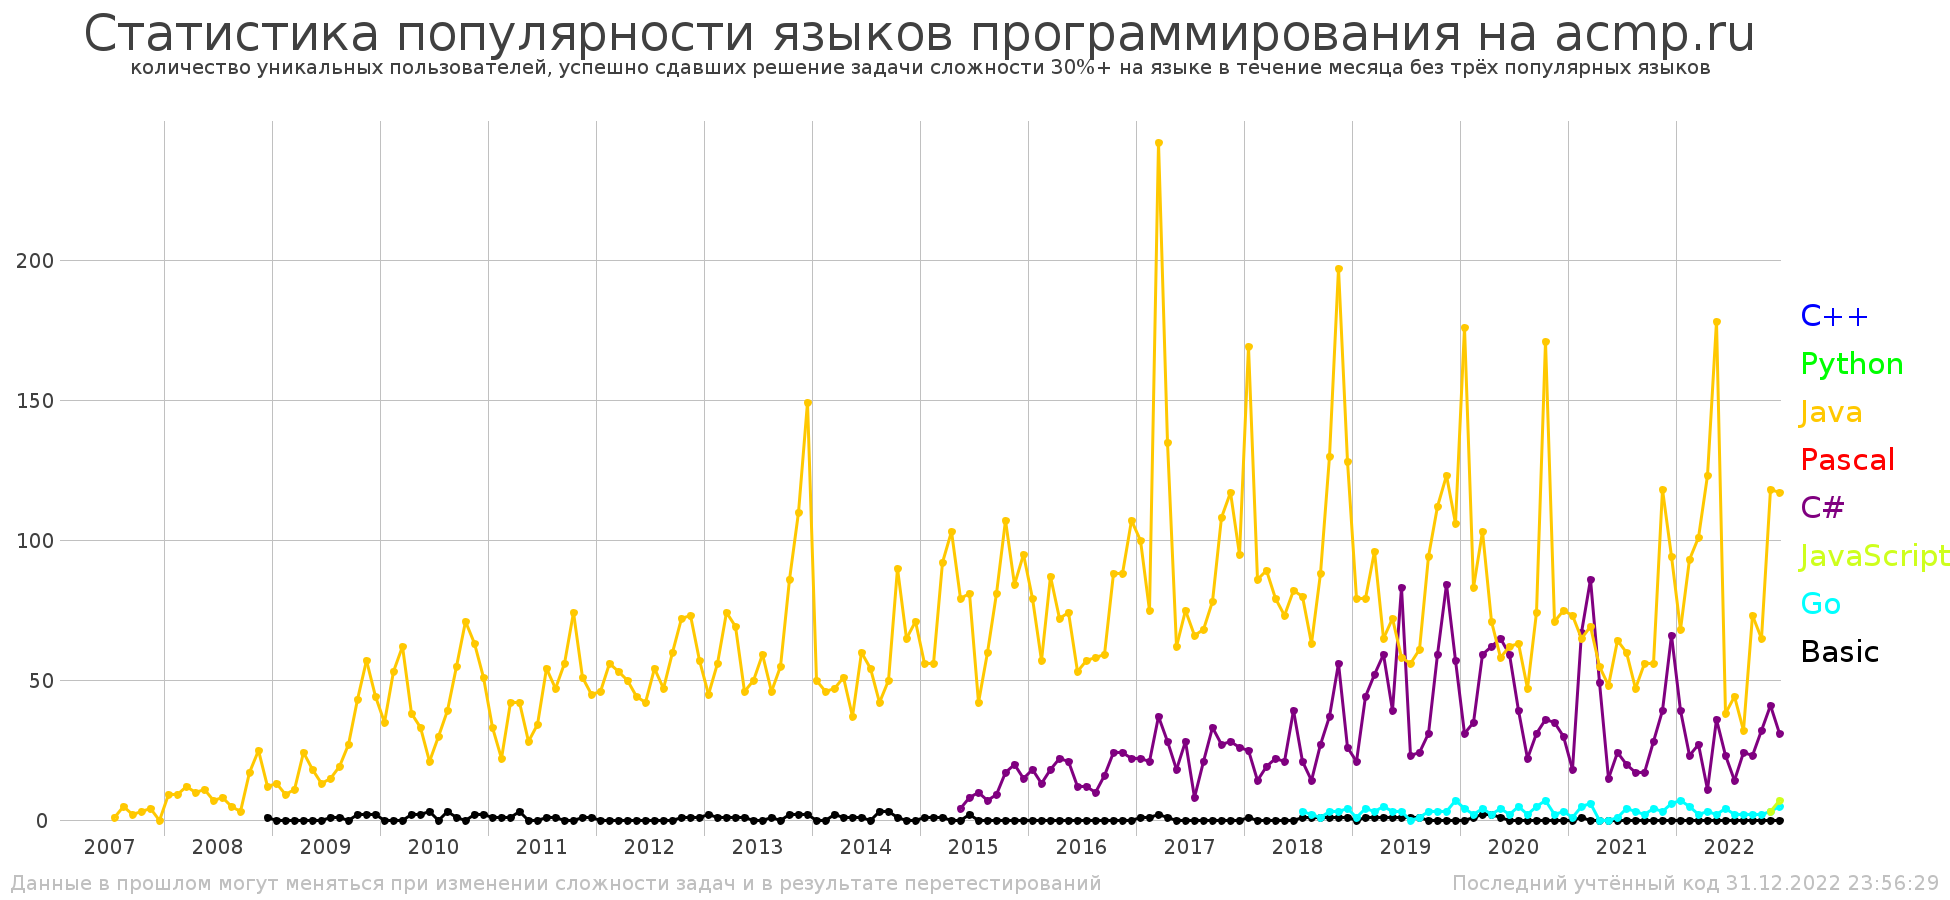 Статистика популярности языков программирования на acmp.ru
количество уникальных пользователей, успешно сдавших решение задачи сложности 30%+ на языке в течение месяца без трёх популярных языков
200
150
100
50
0
C++
Python
Java
Pascal
C#
JavaScript
Go
Basic
2007 2008 2009 2010 2011 2012 2013 2014 2015 2016 2017 2018 2019 2020 2021 2022
Данные в прошлом могут меняться при изменении сложности задач и в результате перетестирований
Последний учтённый код 31.12.2022 23:56:29